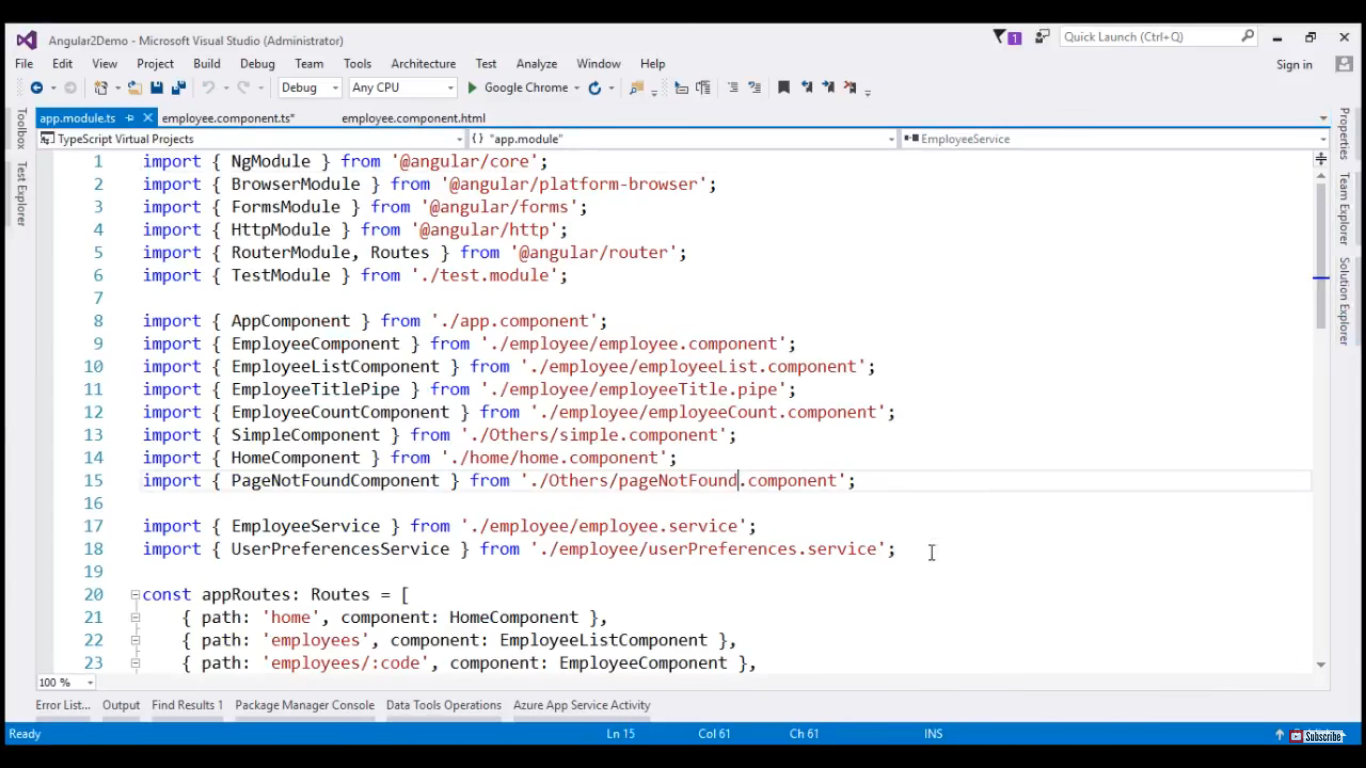 Angular2Demo - Microsoft Visual Studio (Administrator)
1
Quick Launch (Ctrl+Q)
File Edit View Project Build Debug Team Tools Architecture Test Analyze Window Help
Sign in
Debug Any CPU Google Chrome
app.module.ts employee.component.ts* employee.component.html
TypeScript Virtual Projects {} "app.module" EmployeeService
Toolbox
Test Explorer
Properties
Team Explorer
Solution Explorer
1 import { NgModule } from '@angular/core';
2 import { BrowserModule } from '@angular/platform-browser';
3 import { FormsModule } from '@angular/forms';
4 import { HttpModule } from '@angular/http';
5 import { RouterModule, Routes } from '@angular/router';
6 import { TestModule } from './test.module';
7
8 import { AppComponent } from './app.component';
9 import { EmployeeComponent } from './employee/employee.component';
10 import { EmployeeListComponent } from './employee/employeeList.component';
11 import { EmployeeTitlePipe } from './employee/employeeTitle.pipe';
12 import { EmployeeCountComponent } from './employee/employeeCount.component';
13 import { SimpleComponent } from './Others/simple.component';
14 import { HomeComponent } from './home/home.component';
15 import { PageNotFoundComponent } from './Others/pageNotFound.component';
16
17 import { EmployeeService } from './employee/employee.service';
18 import { UserPreferencesService } from './employee/userPreferences.service';
19
20 const appRoutes: Routes = [
21 { path: 'home', component: HomeComponent },
22 { path: 'employees', component: EmployeeListComponent },
23 { path: 'employees/:code', component: EmployeeComponent },
100 %
Error List... Output Find Results 1 Package Manager Console Data Tools Operations Azure App Service Activity
Ready Ln 15 Col 61 Ch 61 INS
Subscribe